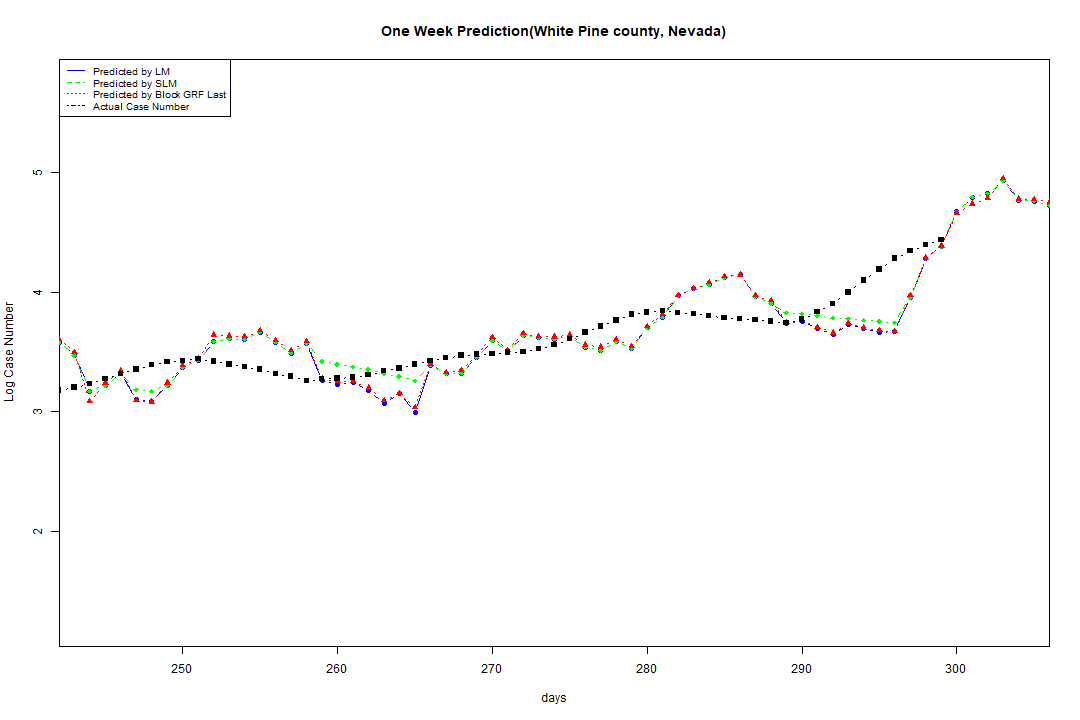 One Week Prediction(White Pine county, Nevada)
Predicted by LM
Predicted by SLM
Predicted by Block GRF Last
Actual Case Number
5
4
3
2
Log Case Number
250 260 270 280 290 300
days